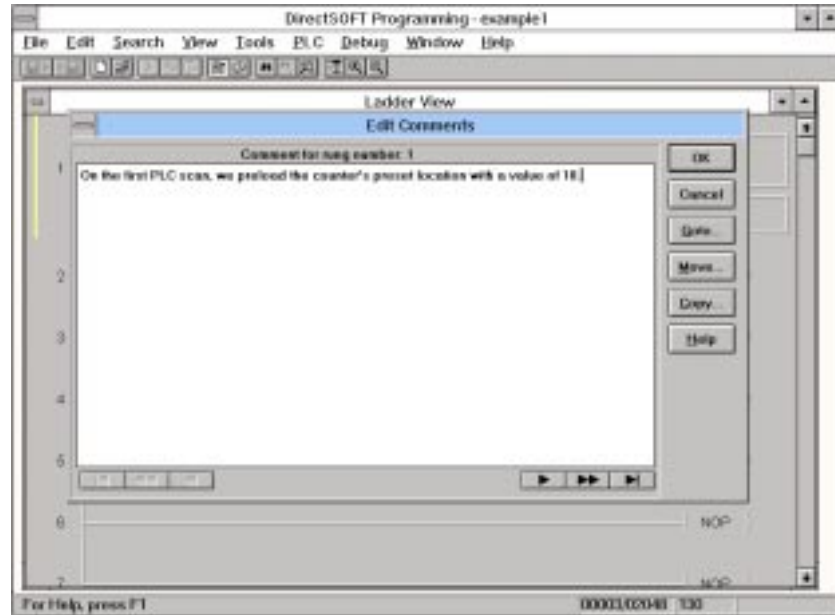 DirectSOFT Programming - example1
File Edit Search View Tools PLC Debug Window Help
Ladder View
Edit Comments
Comment for rung number: 1
On the first PLC scan, we preload the counter's preset location with a value of 10.
OK
Cancel
Goto...
Move...
Copy...
Help
1
2
3
4
5
6 NOP
7 NOP
For Help, press F1 00003/02048 130